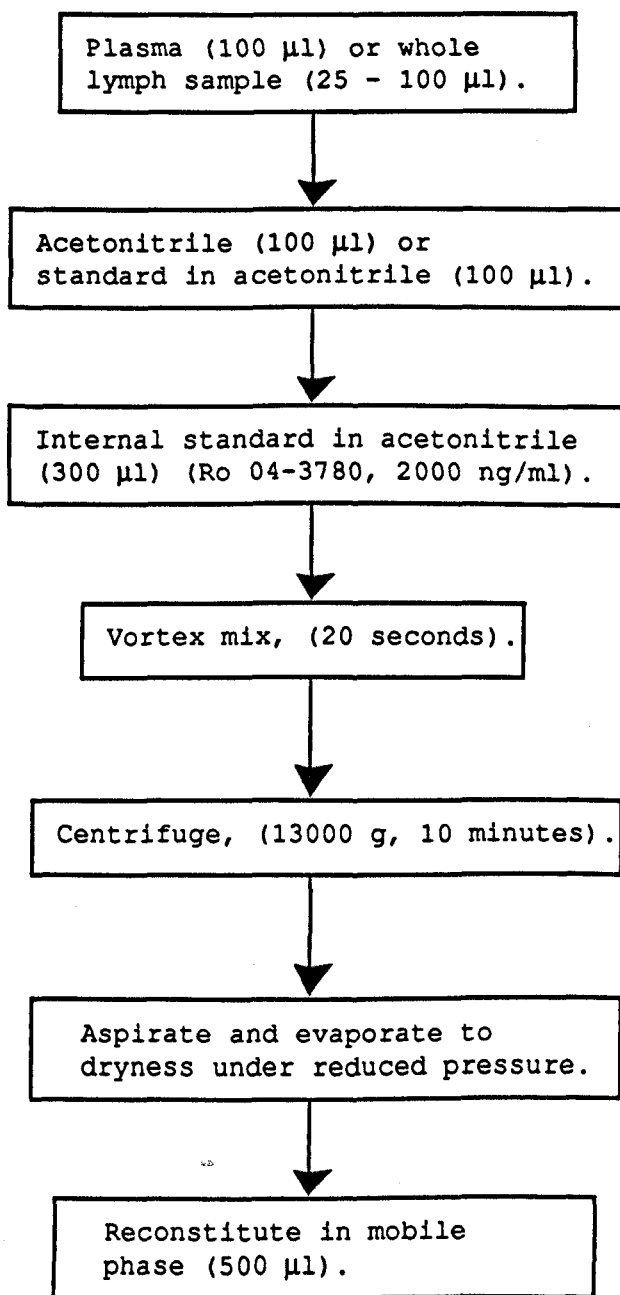 Plasma (100 µl) or whole
lymph sample (25 - 100 µl).
Acetonitrile (100 µl) or
standard in acetonitrile (100 µl).
Internal standard in acetonitrile
(300 µl) (Ro 04-3780, 2000 ng/ml).
Vortex mix, (20 seconds).
Centrifuge, (13000 g, 10 minutes).
Aspirate and evaporate to
dryness under reduced pressure.
Reconstitute in mobile
phase (500 µl).